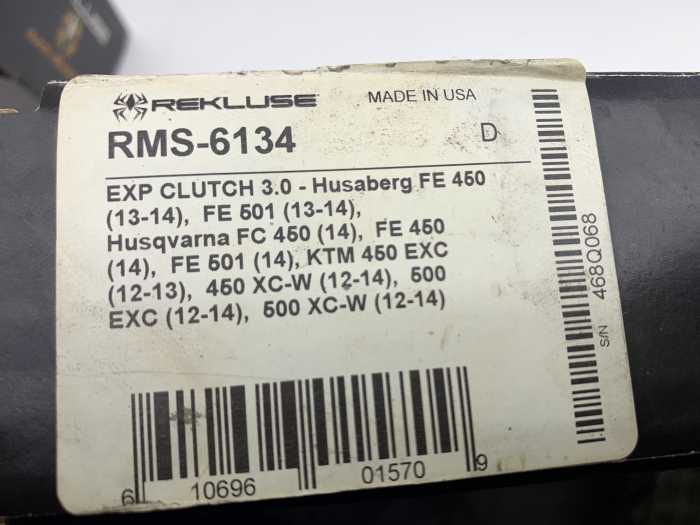 REKLUSE
MADE IN USA
RMS-6134
D
EXP CLUTCH 3.0 - Husaberg FE 450
(13-14), FE 501 (13-14),
Husqvarna FC 450 (14), FE 450
(14), FE 501 (14), KTM 450 EXC
(12-13), 450 XC-W (12-14), 500
EXC (12-14), 500 XC-W (12-14)
S/N 468Q068
6 10696 01570 9